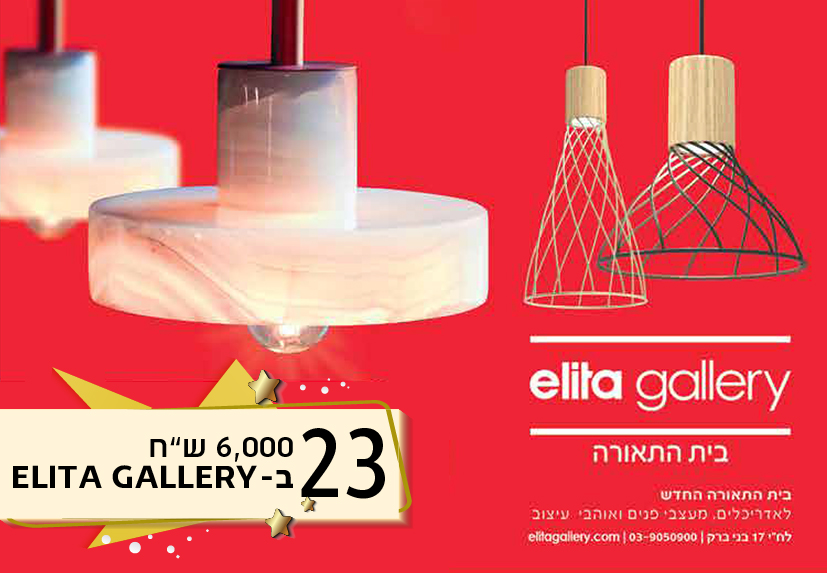 elita gallery
בית התאורה
בית התאורה החדש
לאדריכלים, מעצבי פנים ואוהבי עיצוב
לח"י 17 בני ברק | 03-9050900 | elitagallery.com
23
6,000 ש"ח
ב-ELITA GALLERY